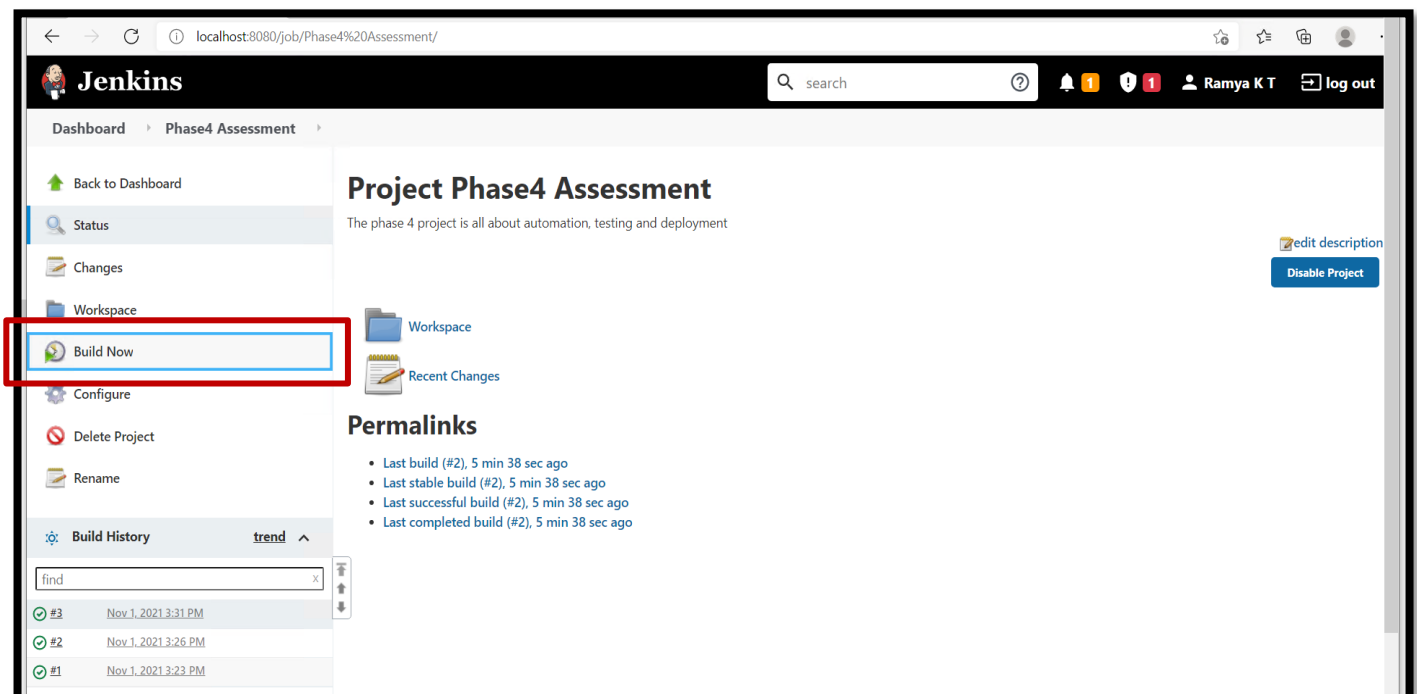 localhost:8080/job/Phase4%20Assessment/
Jenkins
search
1
1
Ramya K T
log out
Dashboard
Phase4 Assessment
Back to Dashboard
Status
Changes
Workspace
Build Now
Configure
Delete Project
Rename
Build History
trend
find
x
#3 Nov 1, 2021 3:31 PM
#2 Nov 1, 2021 3:26 PM
#1 Nov 1, 2021 3:23 PM
Project Phase4 Assessment
The phase 4 project is all about automation, testing and deployment
edit description
Disable Project
Workspace
Recent Changes
Permalinks
Last build (#2), 5 min 38 sec ago
Last stable build (#2), 5 min 38 sec ago
Last successful build (#2), 5 min 38 sec ago
Last completed build (#2), 5 min 38 sec ago